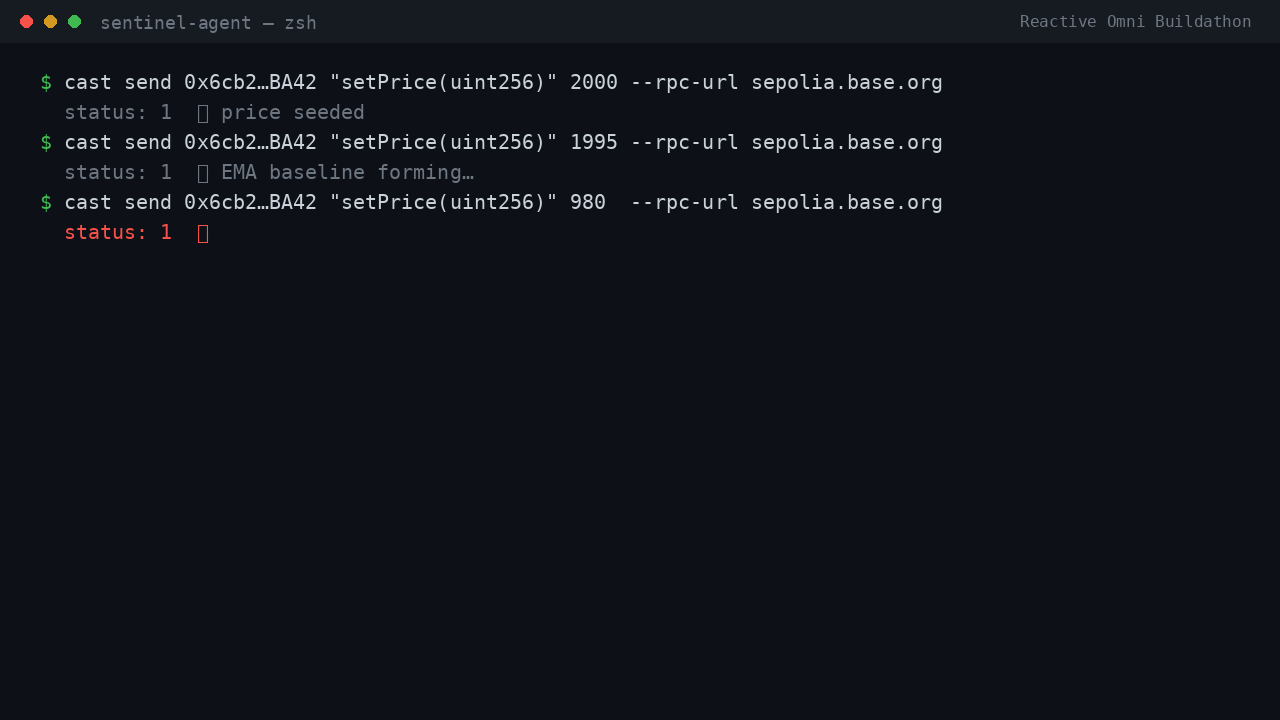 sentinel-agent — zsh
Reactive Omni Buildathon
$ cast send 0x6cb2…BA42 "setPrice(uint256)" 2000 --rpc-url sepolia.base.org
status: 1 ▯ price seeded
$ cast send 0x6cb2…BA42 "setPrice(uint256)" 1995 --rpc-url sepolia.base.org
status: 1 ▯ EMA baseline forming…
$ cast send 0x6cb2…BA42 "setPrice(uint256)" 980 --rpc-url sepolia.base.org
status: 1 ▯